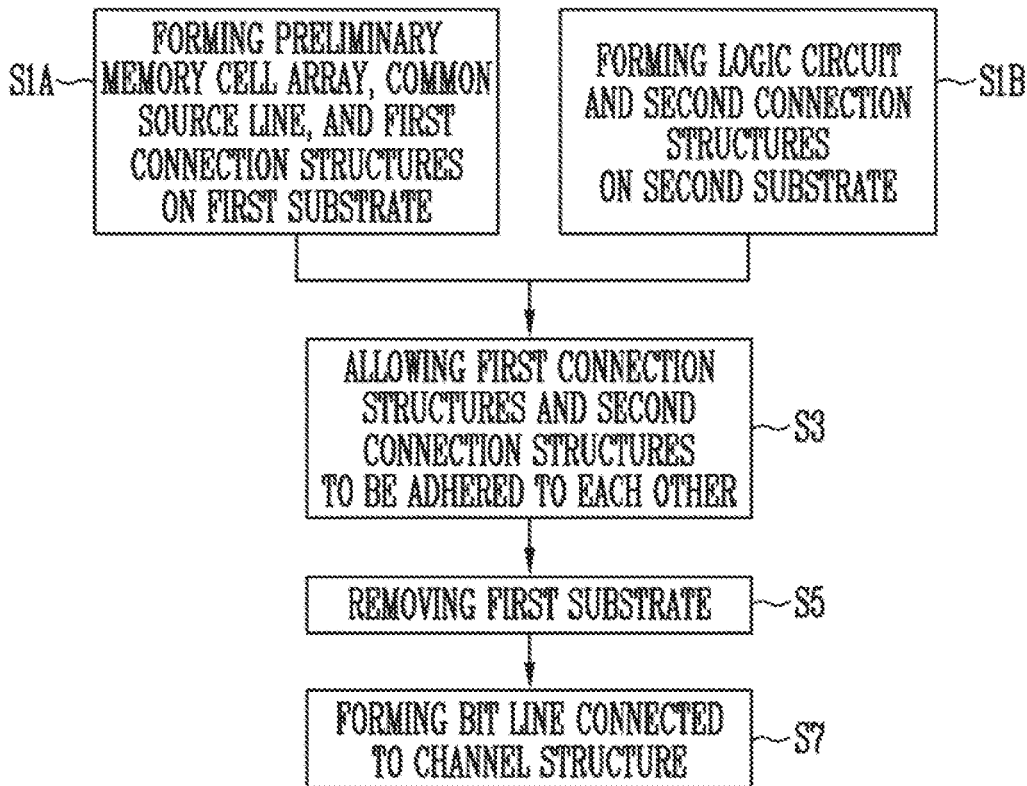 S1A
FORMING PRELIMINARY
MEMORY CELL ARRAY, COMMON
SOURCE LINE, AND FIRST
CONNECTION STRUCTURES
ON FIRST SUBSTRATE
FORMING LOGIC CIRCUIT
AND SECOND CONNECTION
STRUCTURES
ON SECOND SUBSTRATE
S1B
ALLOWING FIRST CONNECTION
STRUCTURES AND SECOND
CONNECTION STRUCTURES
TO BE ADHERED TO EACH OTHER
S3
REMOVING FIRST SUBSTRATE
S5
FORMING BIT LINE CONNECTED
TO CHANNEL STRUCTURE
S7